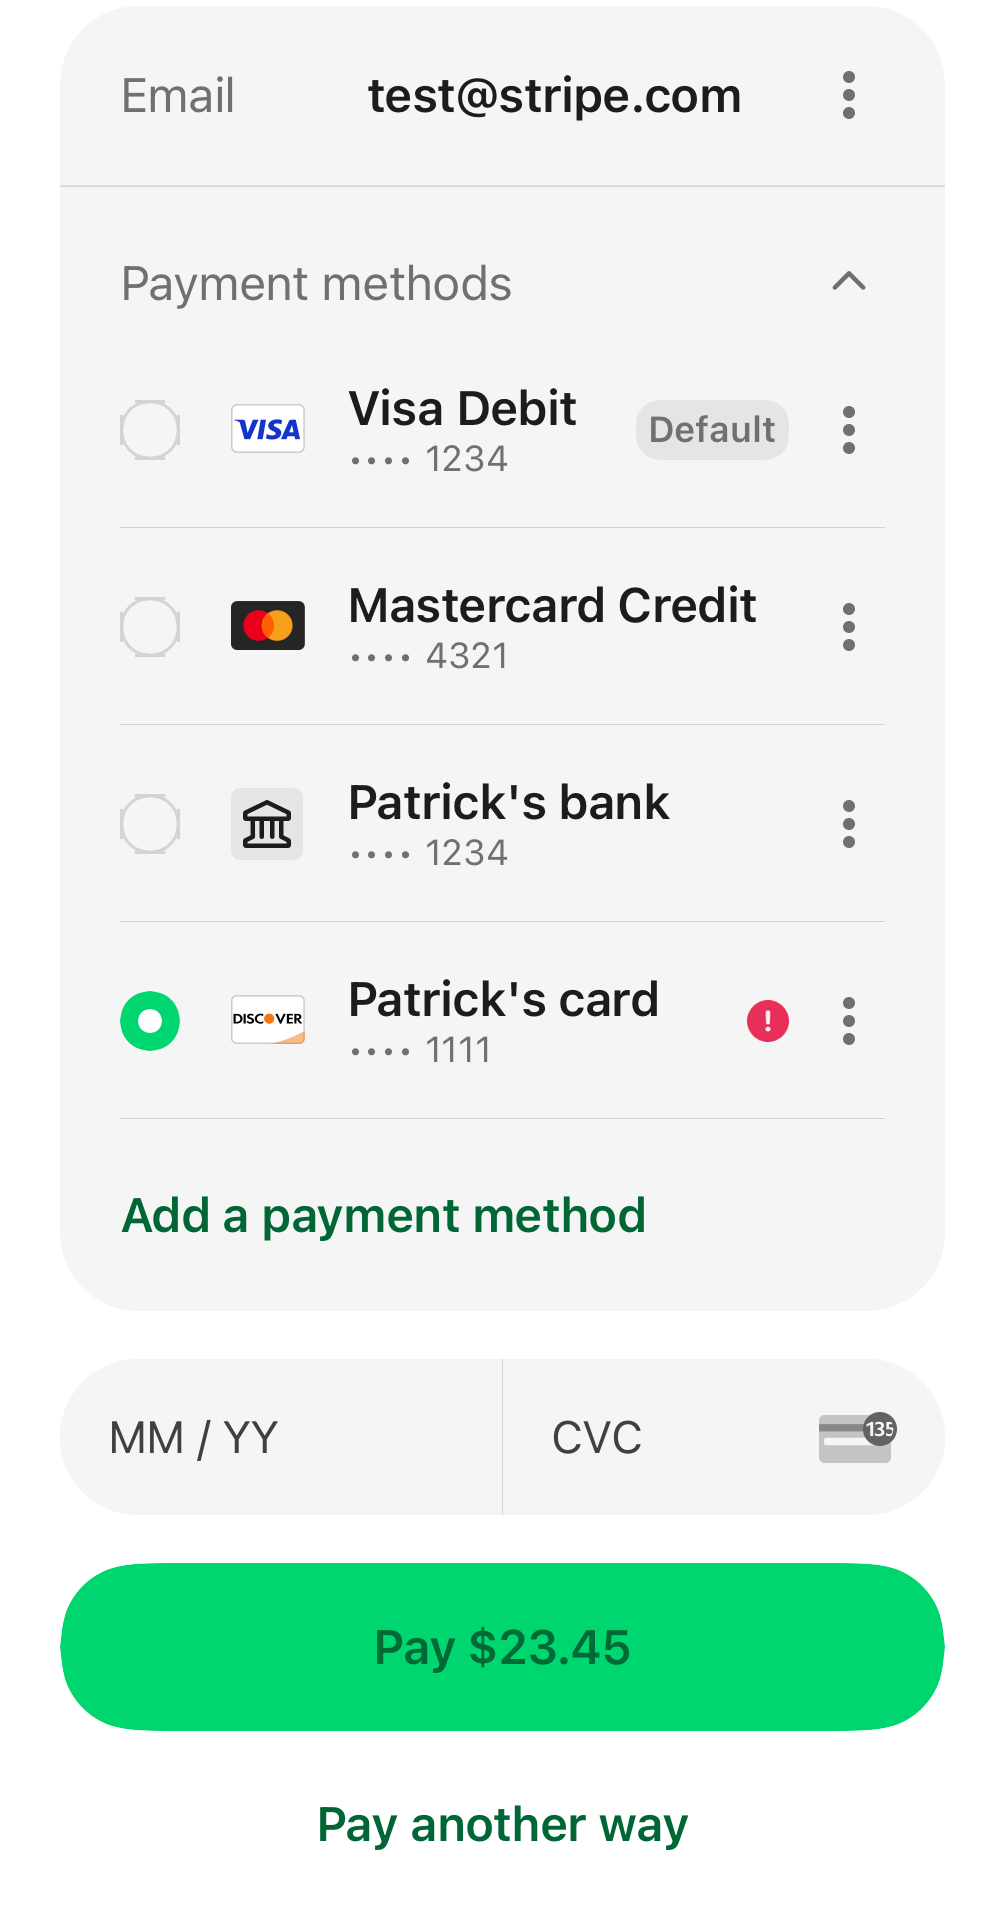 Email test@stripe.com
Payment methods
VISA Visa Debit Default
•••• 1234
Mastercard Credit
•••• 4321
Patrick's bank
•••• 1234
DISCOVER Patrick's card !
•••• 1111
Add a payment method
MM / YY CVC 135
Pay $23.45
Pay another way